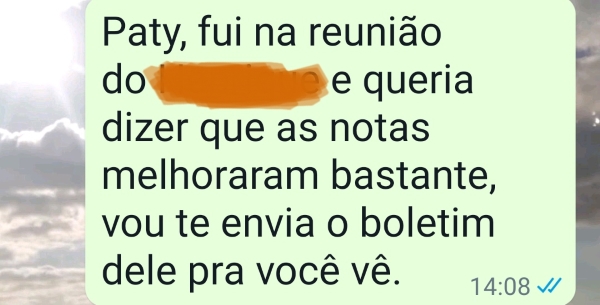 Paty, fui na reunião
do e queria
dizer que as notas
melhoraram bastante,
vou te envia o boletim
dele pra você vê.
14:08